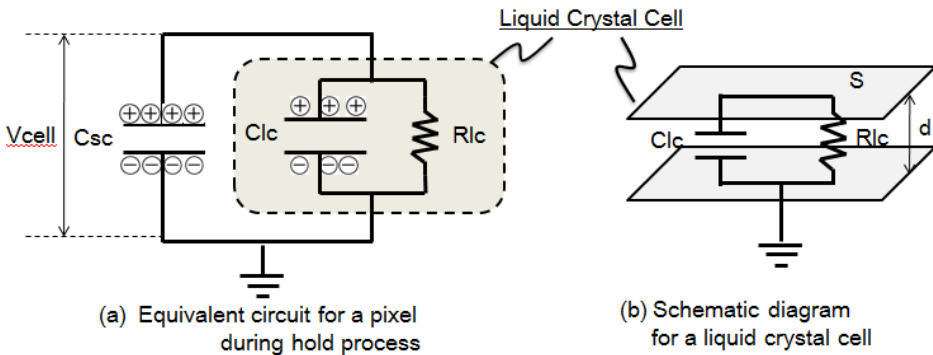 Liquid Crystal Cell
Vcell
Csc
Clc
Rlc
S
Clc
Rlc
d
(a) Equivalent circuit for a pixel
during hold process
(b) Schematic diagram
for a liquid crystal cell